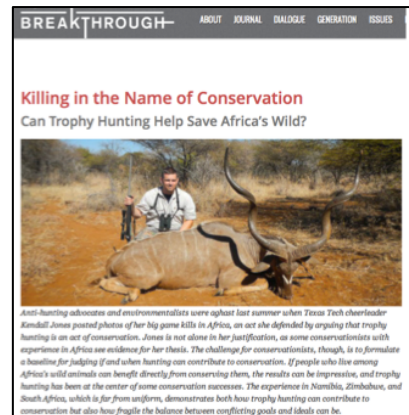 BREAKTHROUGH
ABOUT JOURNAL DIALOGUE GENERATION ISSUES
Killing in the Name of Conservation
Can Trophy Hunting Help Save Africa's Wild?
Anti-hunting advocates and environmentalists were aghast last summer when Texas Tech cheerleader
Kendall Jones posted photos of her big game kills in Africa, an act she defended by arguing that trophy
hunting is an act of conservation. Jones is not alone in her justification, as some conservationists with
experience in Africa see evidence for her thesis. The challenge for conservationists, though, is to formulate
a baseline for judging if and when hunting can contribute to conservation. If people who live among
Africa's wild animals can benefit directly from conserving them, the results can be impressive, and trophy
hunting has been at the center of some conservation successes. The experience in Namibia, Zimbabwe, and
South Africa, which is far from uniform, demonstrates both how trophy hunting can contribute to
conservation but also how fragile the balance between conflicting goals and ideals can be.